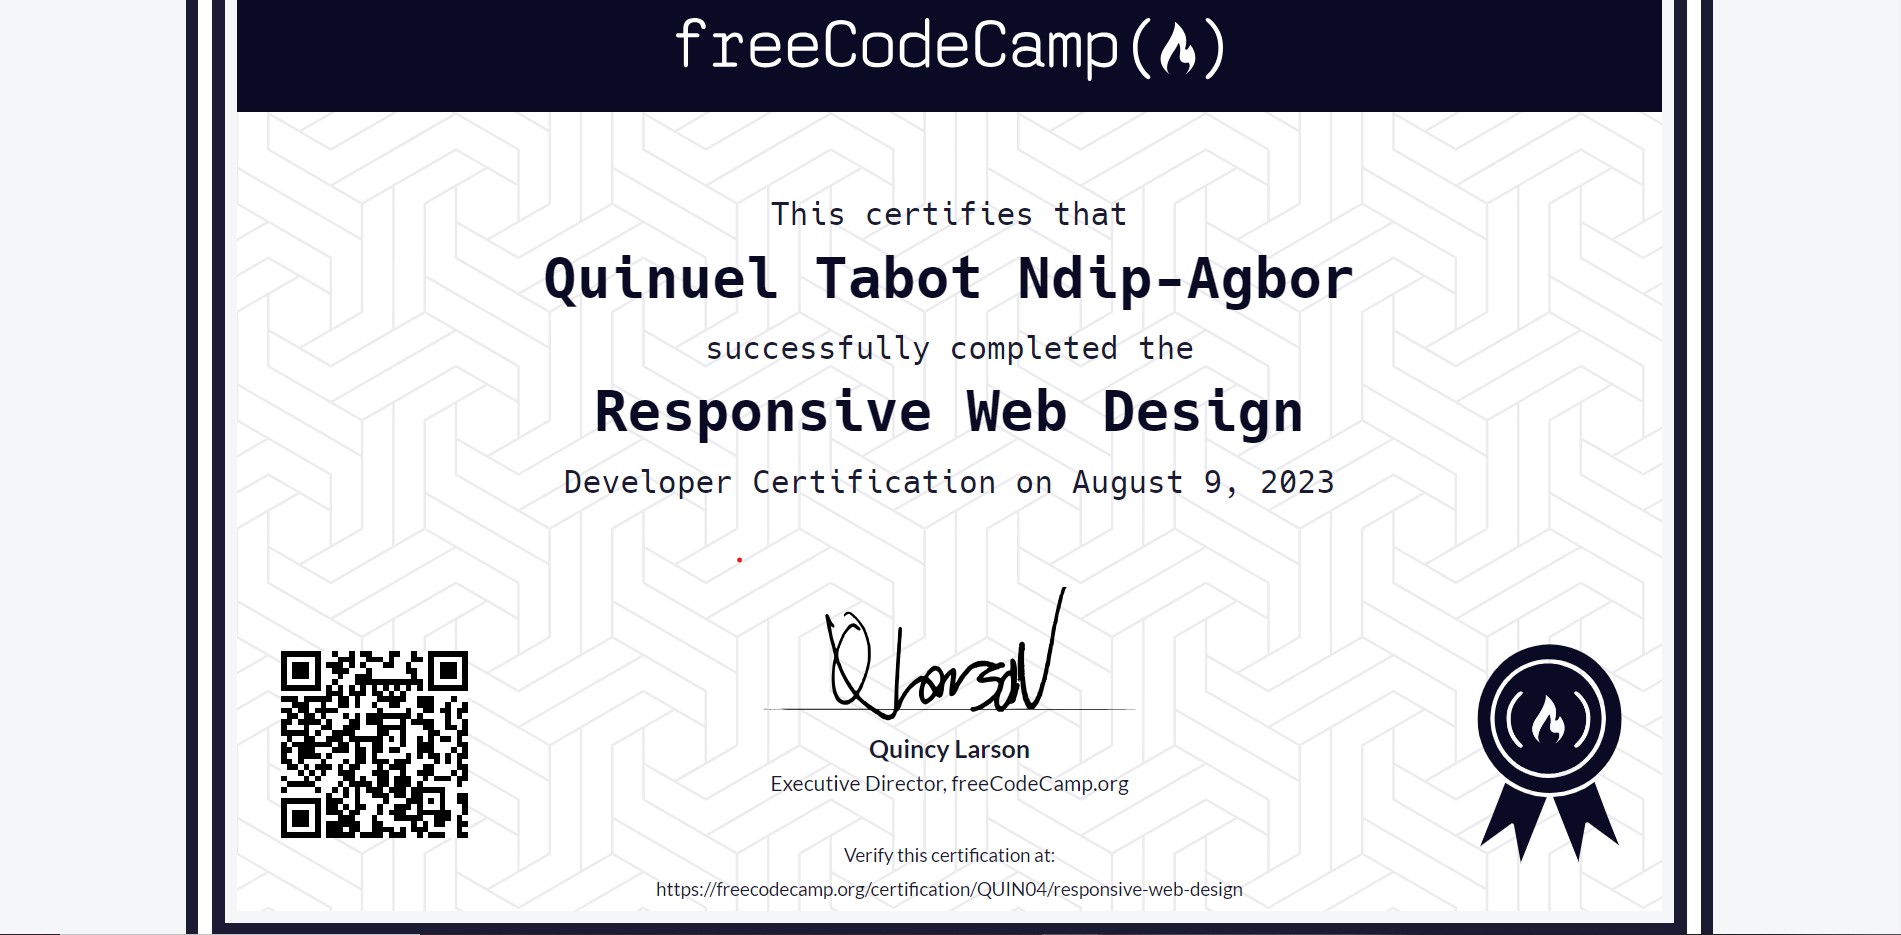 freeCodeCamp(🔥)
This certifies that
Quinuel Tabot Ndip-Agbor
successfully completed the
Responsive Web Design
Developer Certification on August 9, 2023
Q Larson
Quincy Larson
Executive Director, freeCodeCamp.org
Verify this certification at:
https://freecodecamp.org/certification/QUIN04/responsive-web-design